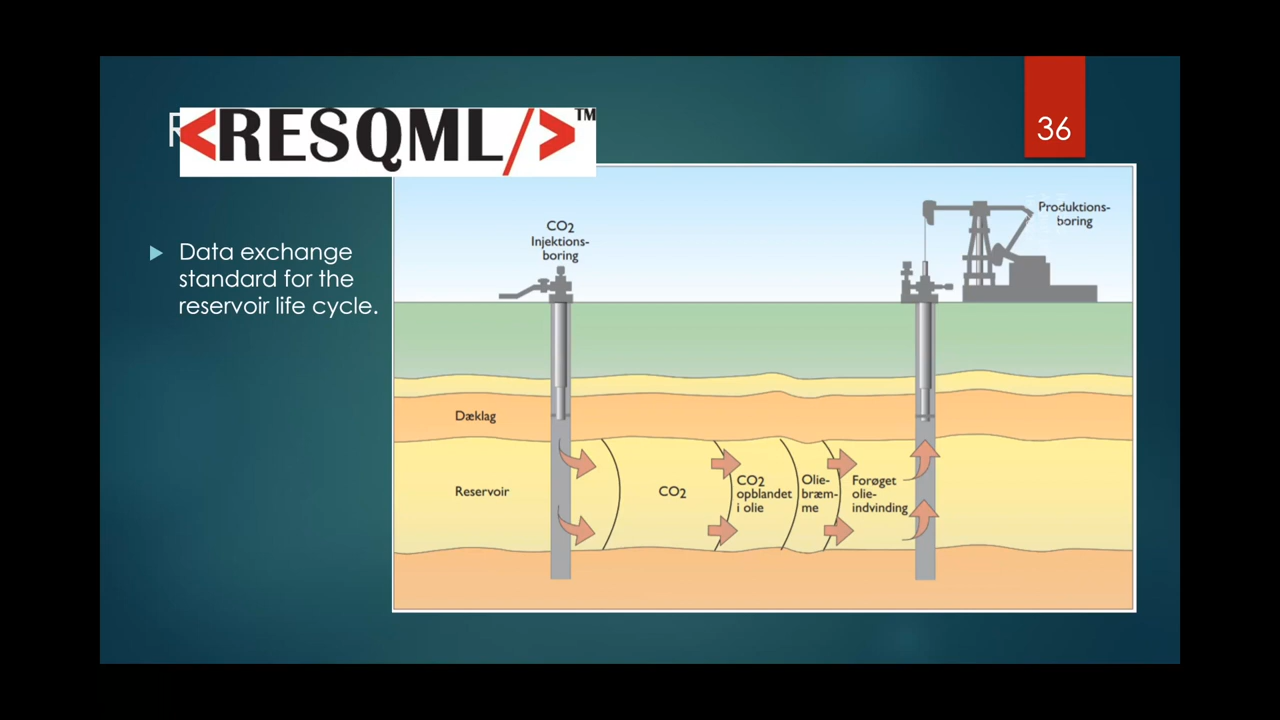 <RESQML/>™
36
Data exchange
standard for the
reservoir life cycle.
CO2
Injektions-
boring
Produktions-
boring
Dæklag
Reservoir
CO2
CO2
opblandet
i olie
Olie-
bræm-
me
Forøget
olie-
indvinding